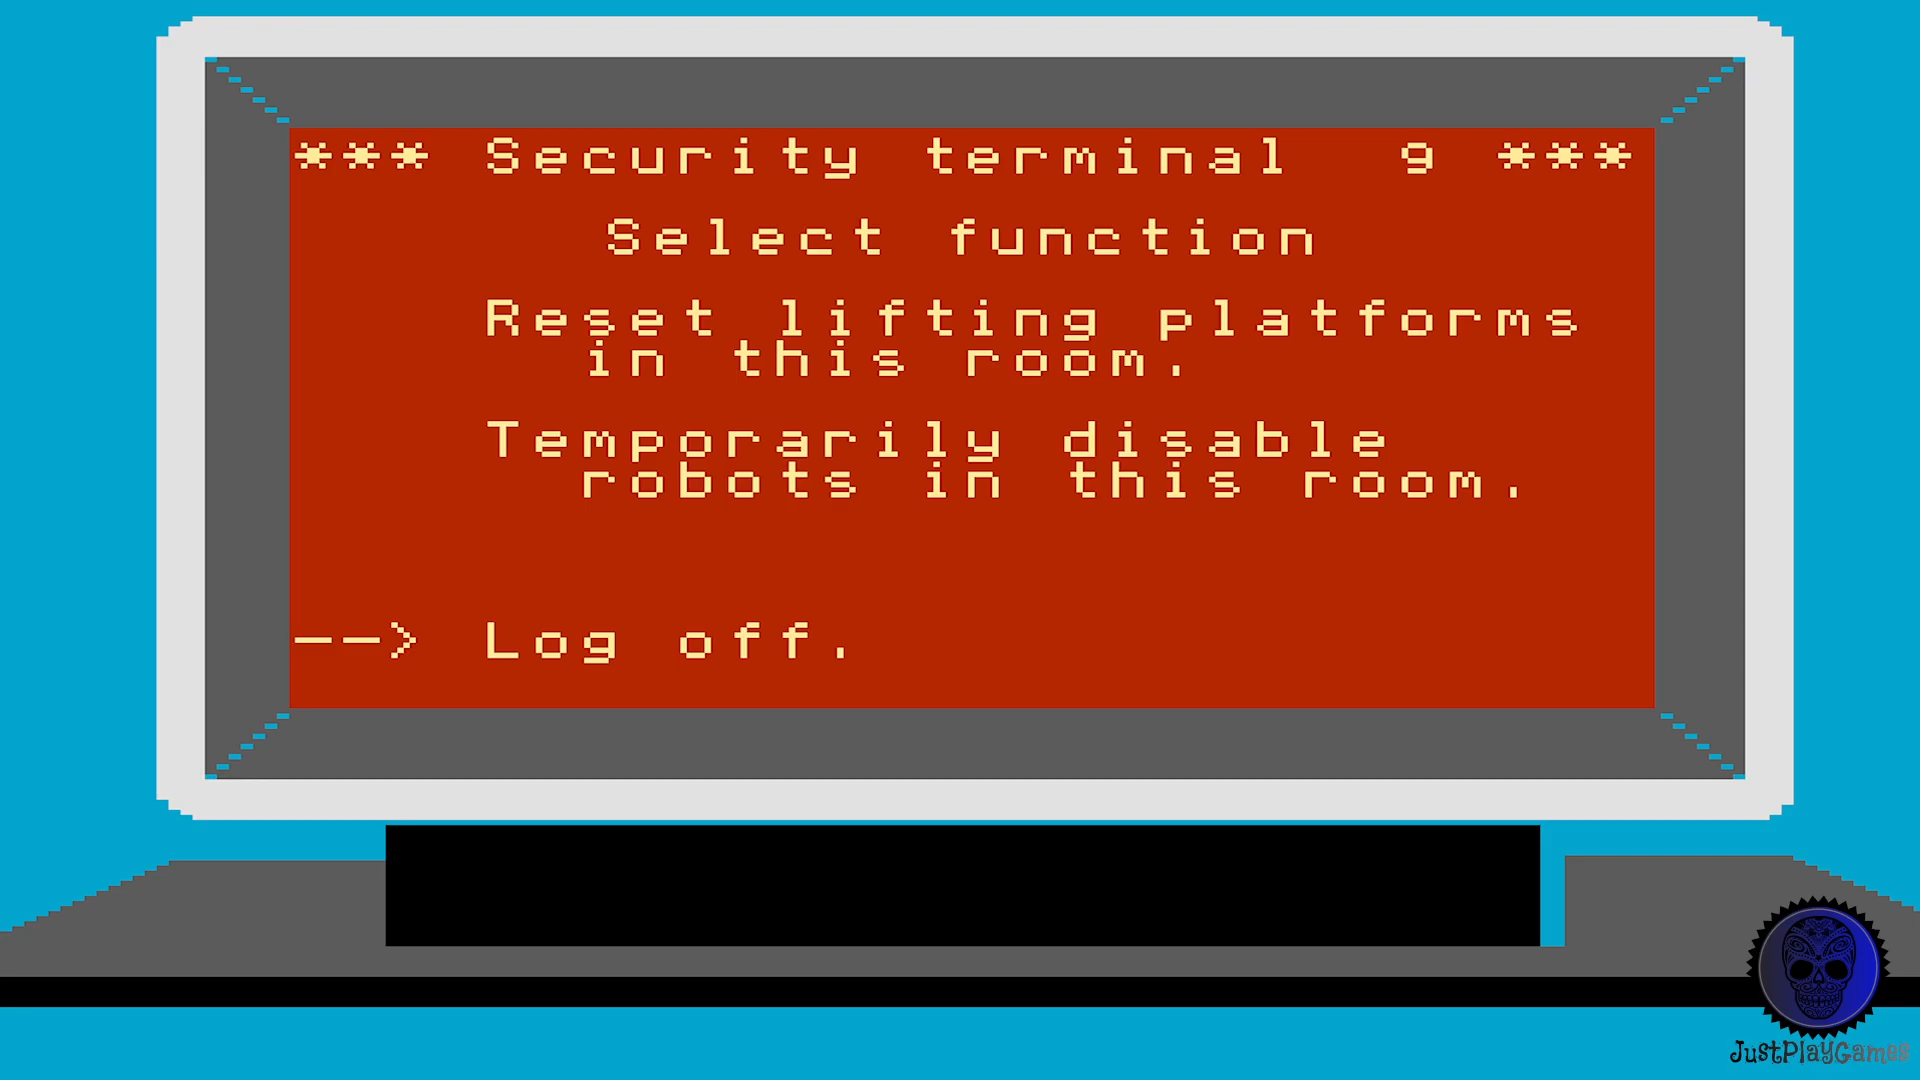 *** Security terminal 9 ***
Select function
Reset lifting platforms
in this room.
Temporarily disable
robots in this room.
--> Log off.
JustPlayGames